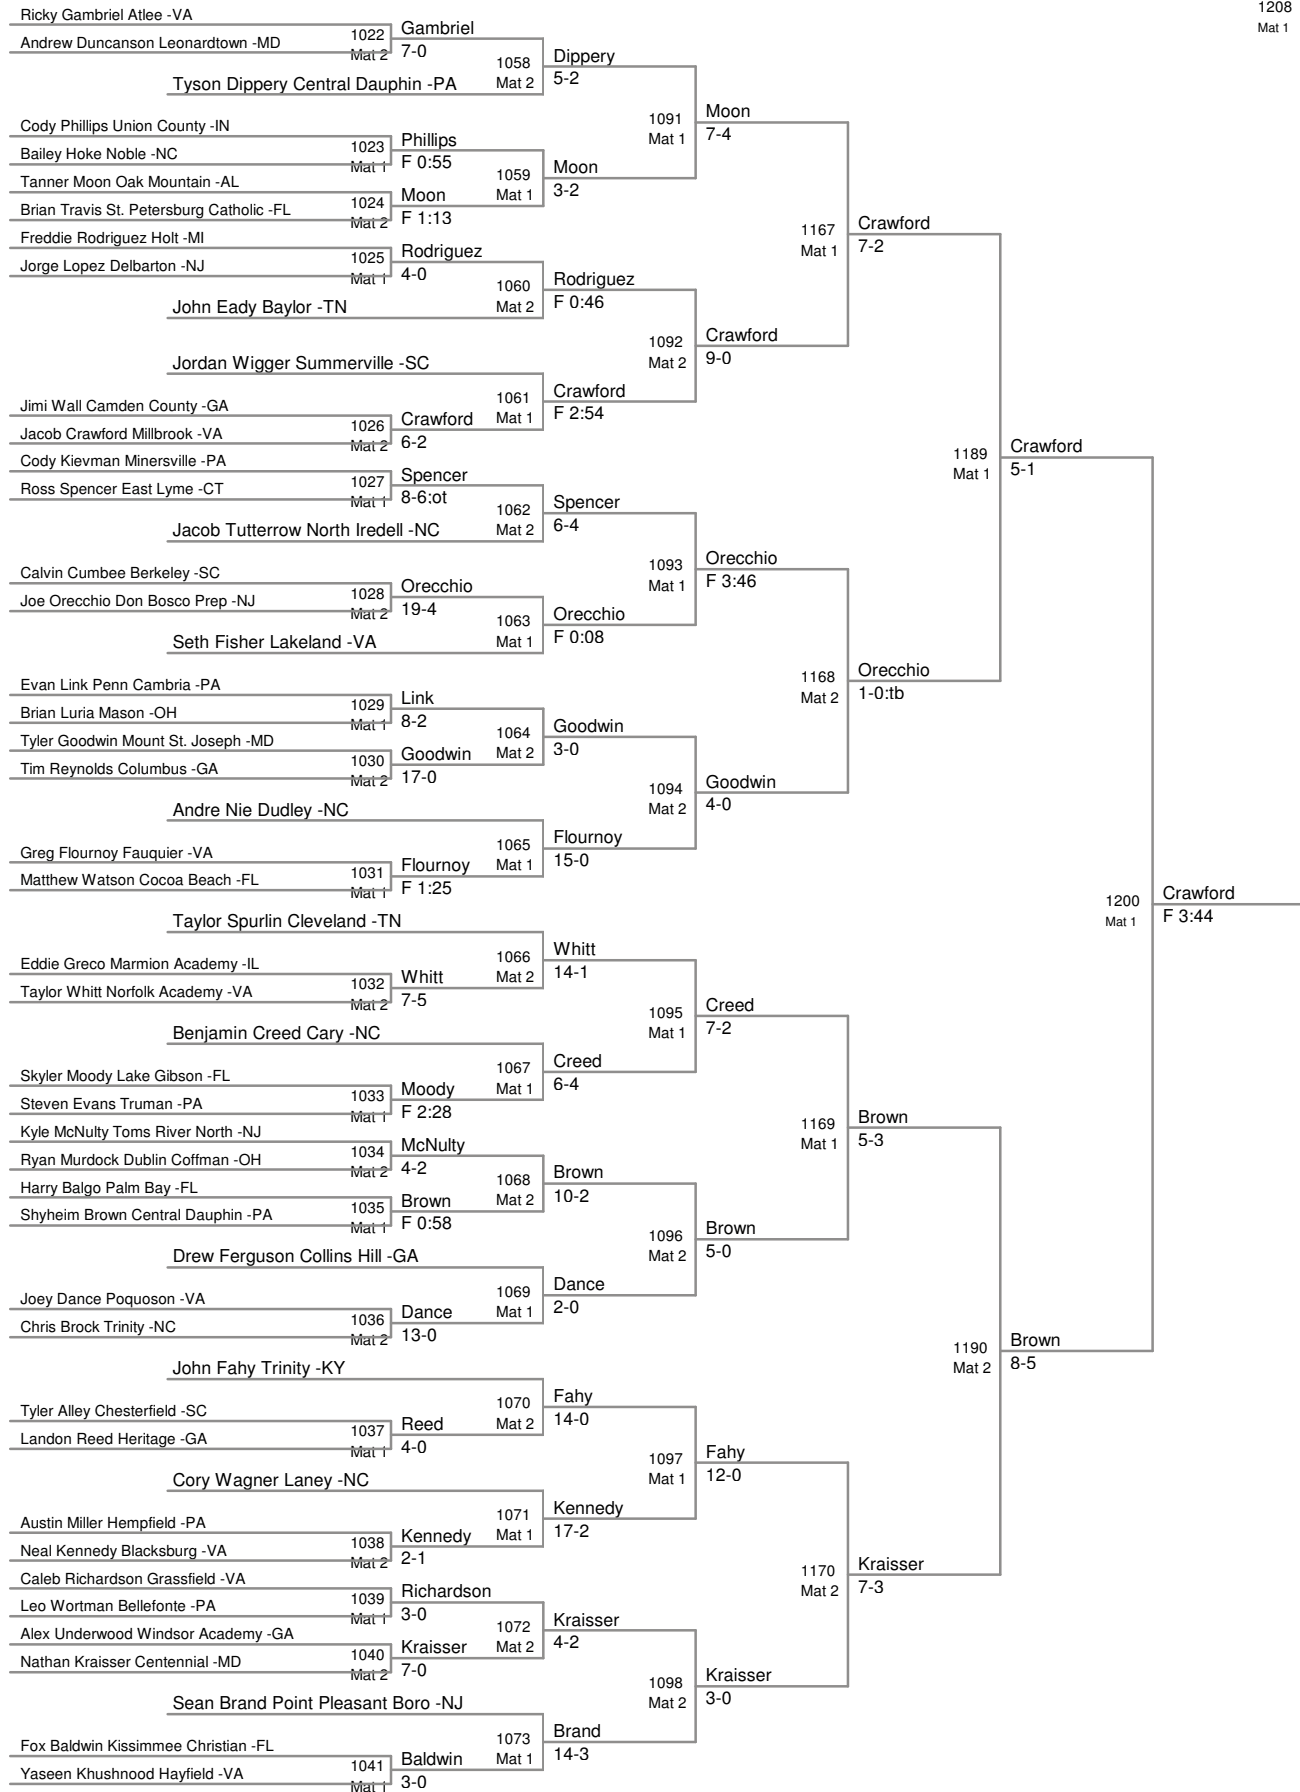 Ricky Gambriel Atlee -VA
1208
Mat 1
Andrew Duncanson Leonardtown -MD
1022
Mat 2
Gambriel
7-0
Tyson Dippery Central Dauphin -PA
1058
Mat 2
Dippery
5-2
Cody Phillips Union County -IN
Bailey Hoke Noble -NC
1023
Mat 1
Phillips
F 0:55
1091
Mat 1
Moon
7-4
Tanner Moon Oak Mountain -AL
Brian Travis St. Petersburg Catholic -FL
1024
Mat 2
Moon
F 1:13
1059
Mat 1
Moon
3-2
Freddie Rodriguez Holt -MI
Jorge Lopez Delbarton -NJ
1025
Mat 1
Rodriguez
4-0
1167
Mat 1
Crawford
7-2
John Eady Baylor -TN
1060
Mat 2
Rodriguez
F 0:46
Jordan Wigger Summerville -SC
1092
Mat 2
Crawford
9-0
Jimi Wall Camden County -GA
Jacob Crawford Millbrook -VA
1026
Mat 2
Crawford
6-2
1061
Mat 1
Crawford
F 2:54
Cody Kievman Minersville -PA
Ross Spencer East Lyme -CT
1027
Mat 1
Spencer
8-6:ot
1189
Mat 1
Crawford
5-1
Jacob Tutterrow North Iredell -NC
1062
Mat 2
Spencer
6-4
Calvin Cumbee Berkeley -SC
Joe Orecchio Don Bosco Prep -NJ
1028
Mat 2
Orecchio
19-4
1093
Mat 1
Orecchio
F 3:46
Seth Fisher Lakeland -VA
1063
Mat 1
Orecchio
F 0:08
Evan Link Penn Cambria -PA
Brian Luria Mason -OH
1029
Mat 1
Link
8-2
1168
Mat 2
Orecchio
1-0:tb
Tyler Goodwin Mount St. Joseph -MD
Tim Reynolds Columbus -GA
1030
Mat 2
Goodwin
17-0
1064
Mat 2
Goodwin
3-0
Andre Nie Dudley -NC
1094
Mat 2
Goodwin
4-0
Greg Flournoy Fauquier -VA
Matthew Watson Cocoa Beach -FL
1031
Mat 1
Flournoy
F 1:25
1065
Mat 1
Flournoy
15-0
Taylor Spurlin Cleveland -TN
1200
Mat 1
Crawford
F 3:44
Eddie Greco Marmion Academy -IL
Taylor Whitt Norfolk Academy -VA
1032
Mat 2
Whitt
7-5
1066
Mat 2
Whitt
14-1
Benjamin Creed Cary -NC
1095
Mat 1
Creed
7-2
Skyler Moody Lake Gibson -FL
Steven Evans Truman -PA
1033
Mat 1
Moody
F 2:28
1067
Mat 1
Creed
6-4
Kyle McNulty Toms River North -NJ
Ryan Murdock Dublin Coffman -OH
1034
Mat 2
McNulty
4-2
1169
Mat 1
Brown
5-3
Harry Balgo Palm Bay -FL
Shyheim Brown Central Dauphin -PA
1035
Mat 1
Brown
F 0:58
1068
Mat 2
Brown
10-2
Drew Ferguson Collins Hill -GA
1096
Mat 2
Brown
5-0
Joey Dance Poquoson -VA
Chris Brock Trinity -NC
1036
Mat 2
Dance
13-0
1069
Mat 1
Dance
2-0
John Fahy Trinity -KY
1190
Mat 2
Brown
8-5
Tyler Alley Chesterfield -SC
Landon Reed Heritage -GA
1037
Mat 1
Reed
4-0
1070
Mat 2
Fahy
14-0
Cory Wagner Laney -NC
1097
Mat 1
Fahy
12-0
Austin Miller Hempfield -PA
Neal Kennedy Blacksburg -VA
1038
Mat 2
Kennedy
2-1
1071
Mat 1
Kennedy
17-2
Caleb Richardson Grassfield -VA
Leo Wortman Bellefonte -PA
1039
Mat 1
Richardson
3-0
1170
Mat 2
Kraisser
7-3
Alex Underwood Windsor Academy -GA
Nathan Kraisser Centennial -MD
1040
Mat 2
Kraisser
7-0
1072
Mat 2
Kraisser
4-2
Sean Brand Point Pleasant Boro -NJ
1098
Mat 2
Kraisser
3-0
Fox Baldwin Kissimmee Christian -FL
Yaseen Khushnood Hayfield -VA
1041
Mat 1
Baldwin
3-0
1073
Mat 1
Brand
14-3